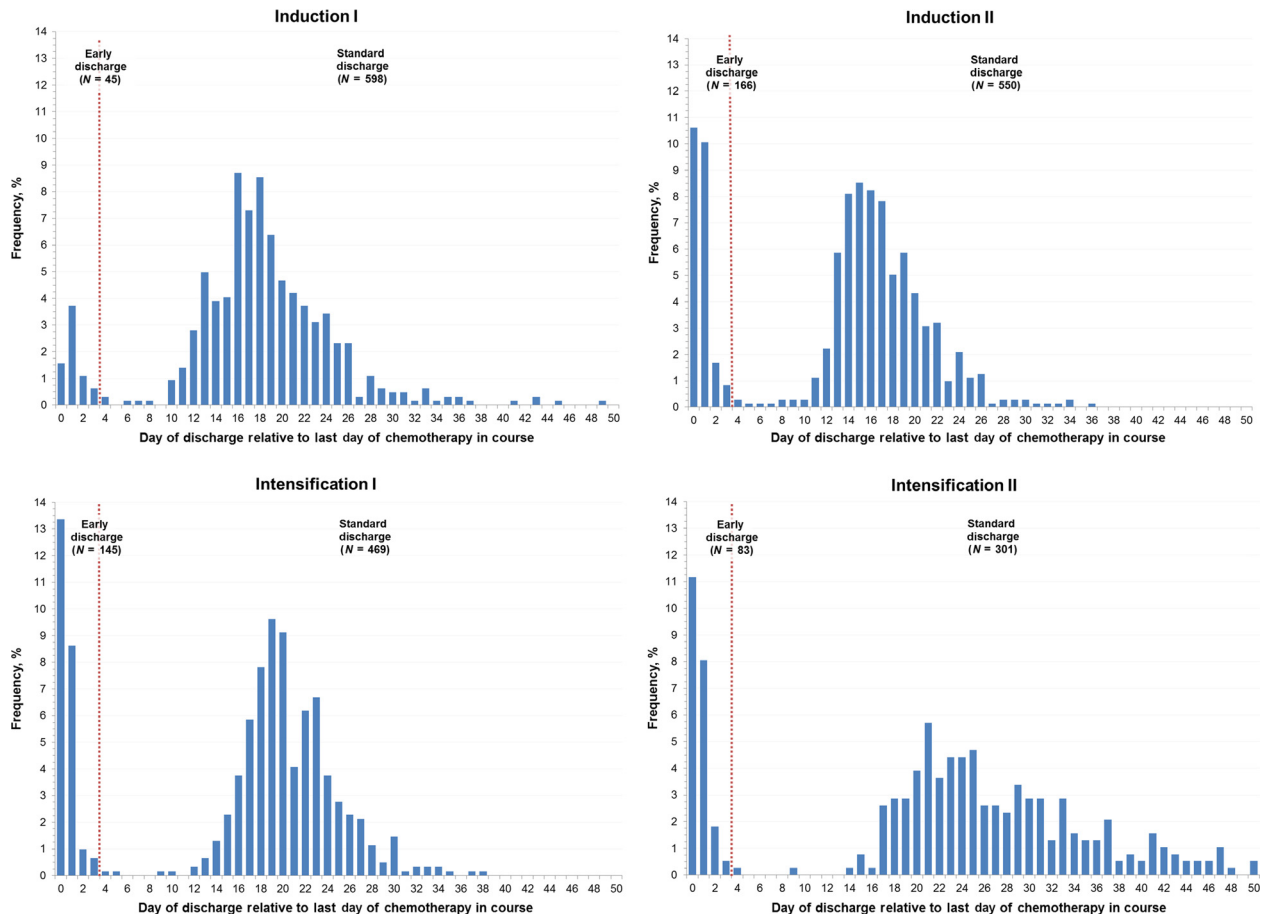 Induction I
14
13
12
11
10
9
8
7
6
5
4
3
2
1
0
Frequency, %
Early
discharge
(N = 45)
Standard
discharge
(N = 598)
0 2 4 6 8 10 12 14 16 18 20 22 24 26 28 30 32 34 36 38 40 42 44 46 48 50
Day of discharge relative to last day of chemotherapy in course
Induction II
14
13
12
11
10
9
8
7
6
5
4
3
2
1
0
Frequency, %
Early
discharge
(N = 166)
Standard
discharge
(N = 550)
0 2 4 6 8 10 12 14 16 18 20 22 24 26 28 30 32 34 36 38 40 42 44 46 48 50
Day of discharge relative to last day of chemotherapy in course
Intensification I
14
13
12
11
10
9
8
7
6
5
4
3
2
1
0
Frequency, %
Early
discharge
(N = 145)
Standard
discharge
(N = 469)
0 2 4 6 8 10 12 14 16 18 20 22 24 26 28 30 32 34 36 38 40 42 44 46 48 50
Day of discharge relative to last day of chemotherapy in course
Intensification II
14
13
12
11
10
9
8
7
6
5
4
3
2
1
0
Frequency, %
Early
discharge
(N = 83)
Standard
discharge
(N = 301)
0 2 4 6 8 10 12 14 16 18 20 22 24 26 28 30 32 34 36 38 40 42 44 46 48 50
Day of discharge relative to last day of chemotherapy in course